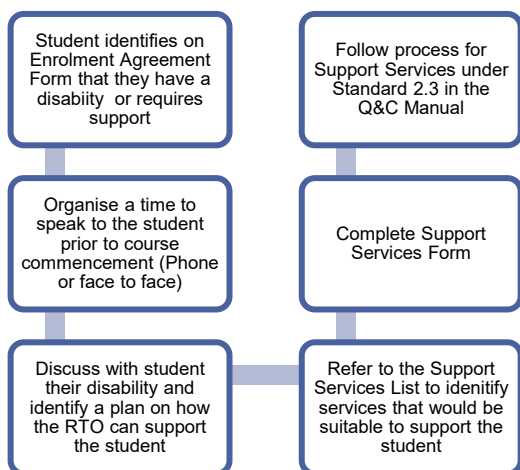 Student identifies on
Enrolment Agreement
Form that they have a
disabiity or requires
support
Organise a time to
speak to the student
prior to course
commencement (Phone
or face to face)
Discuss with student
their disability and
identify a plan on how
the RTO can support
the student
Refer to the Support
Services List to idenitify
services that would be
suitable to support the
student
Complete Support
Services Form
Follow process for
Support Services under
Standard 2.3 in the
Q&C Manual